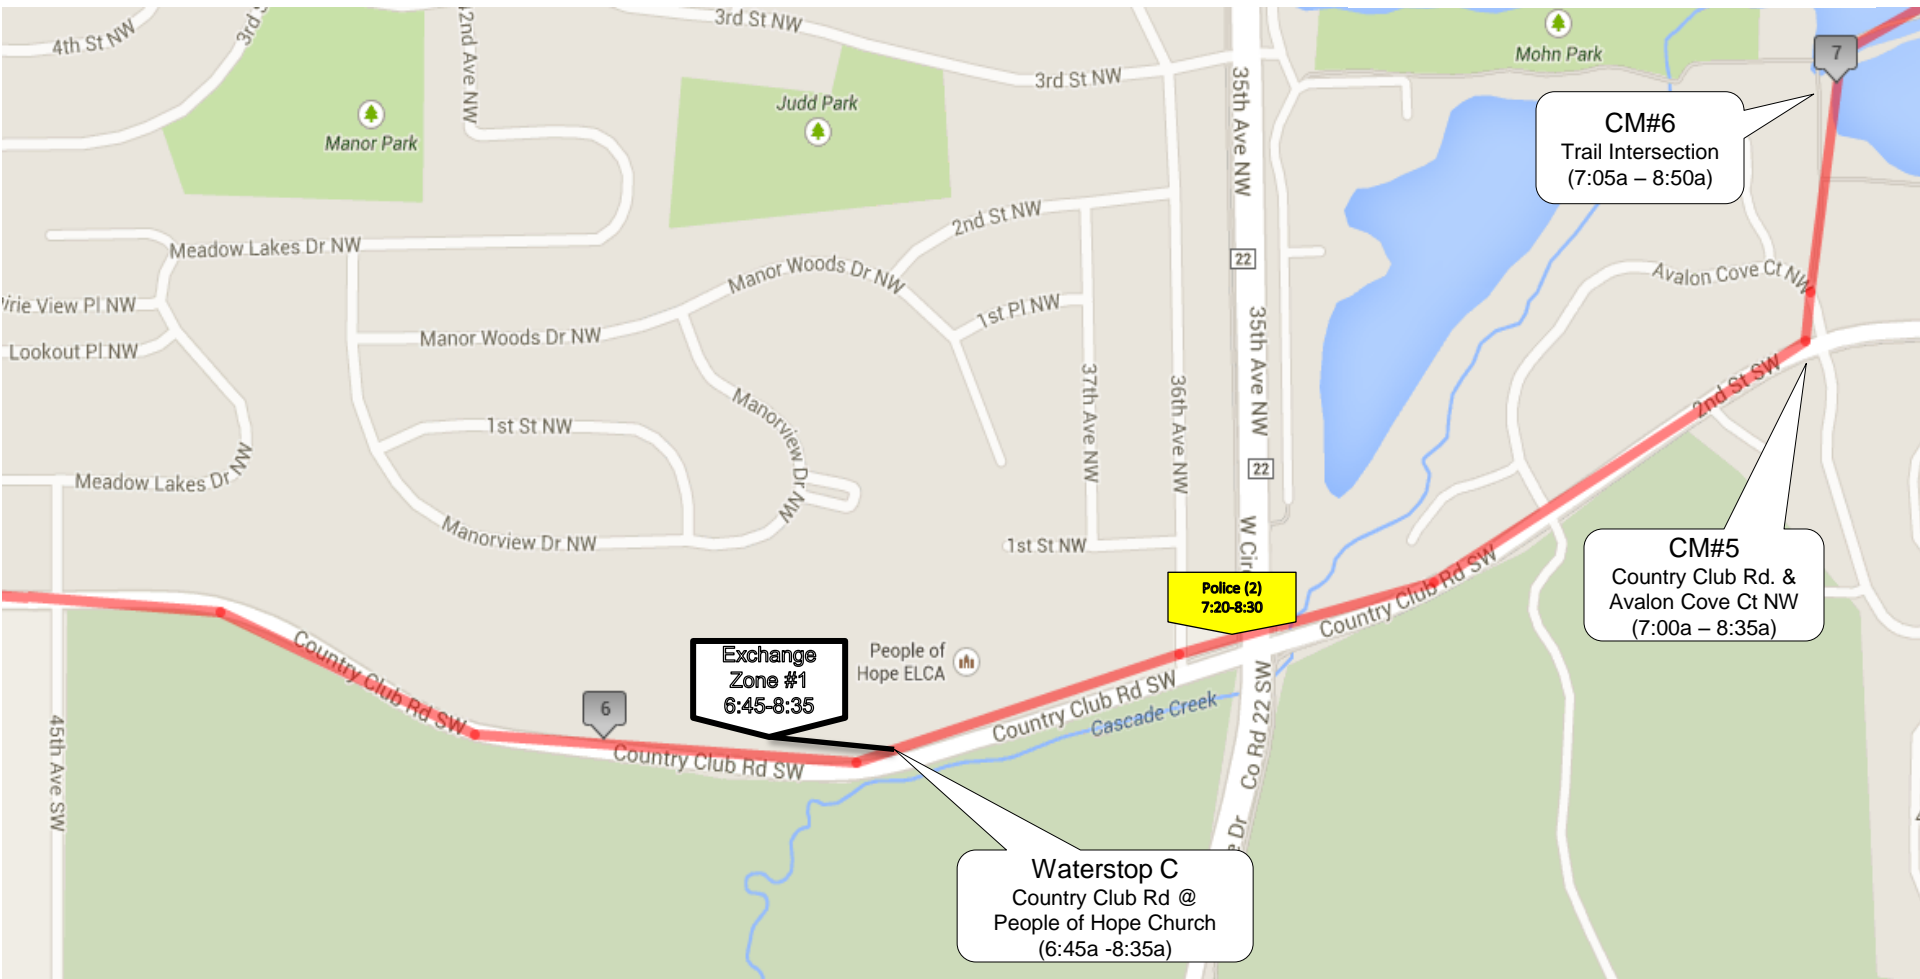 4th St NW
3rd S
42nd Ave NW
3rd St NW
3rd St NW
Manor Park
Judd Park
35th Ave NW
Mohn Park
7
CM#6
Trail Intersection
(7:05a – 8:50a)
Meadow Lakes Dr NW
2nd St NW
Manor Woods Dr NW
22
Avalon Cove Ct NW
irie View Pl NW
1st Pl NW
Lookout Pl NW
Manor Woods Dr NW
35th Ave NW
37th Ave NW
36th Ave NW
2nd St SW
Manorview Dr NW
1st St NW
Meadow Lakes Dr NW
22
Manorview Dr NW
1st St NW
W Circ
CM#5
Country Club Rd. &
Avalon Cove Ct NW
(7:00a – 8:35a)
Police (2)
7:20-8:30
Country Club Rd SW
Country Club Rd SW
Exchange
Zone #1
6:45-8:35
People of
Hope ELCA
6
Country Club Rd SW
Country Club Rd SW
Cascade Creek
Co Rd 22 SW
45th Ave SW
e Dr
Waterstop C
Country Club Rd @
People of Hope Church
(6:45a -8:35a)